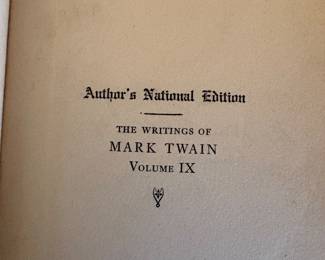 Author's National Edition
THE WRITINGS OF
MARK TWAIN
VOLUME IX